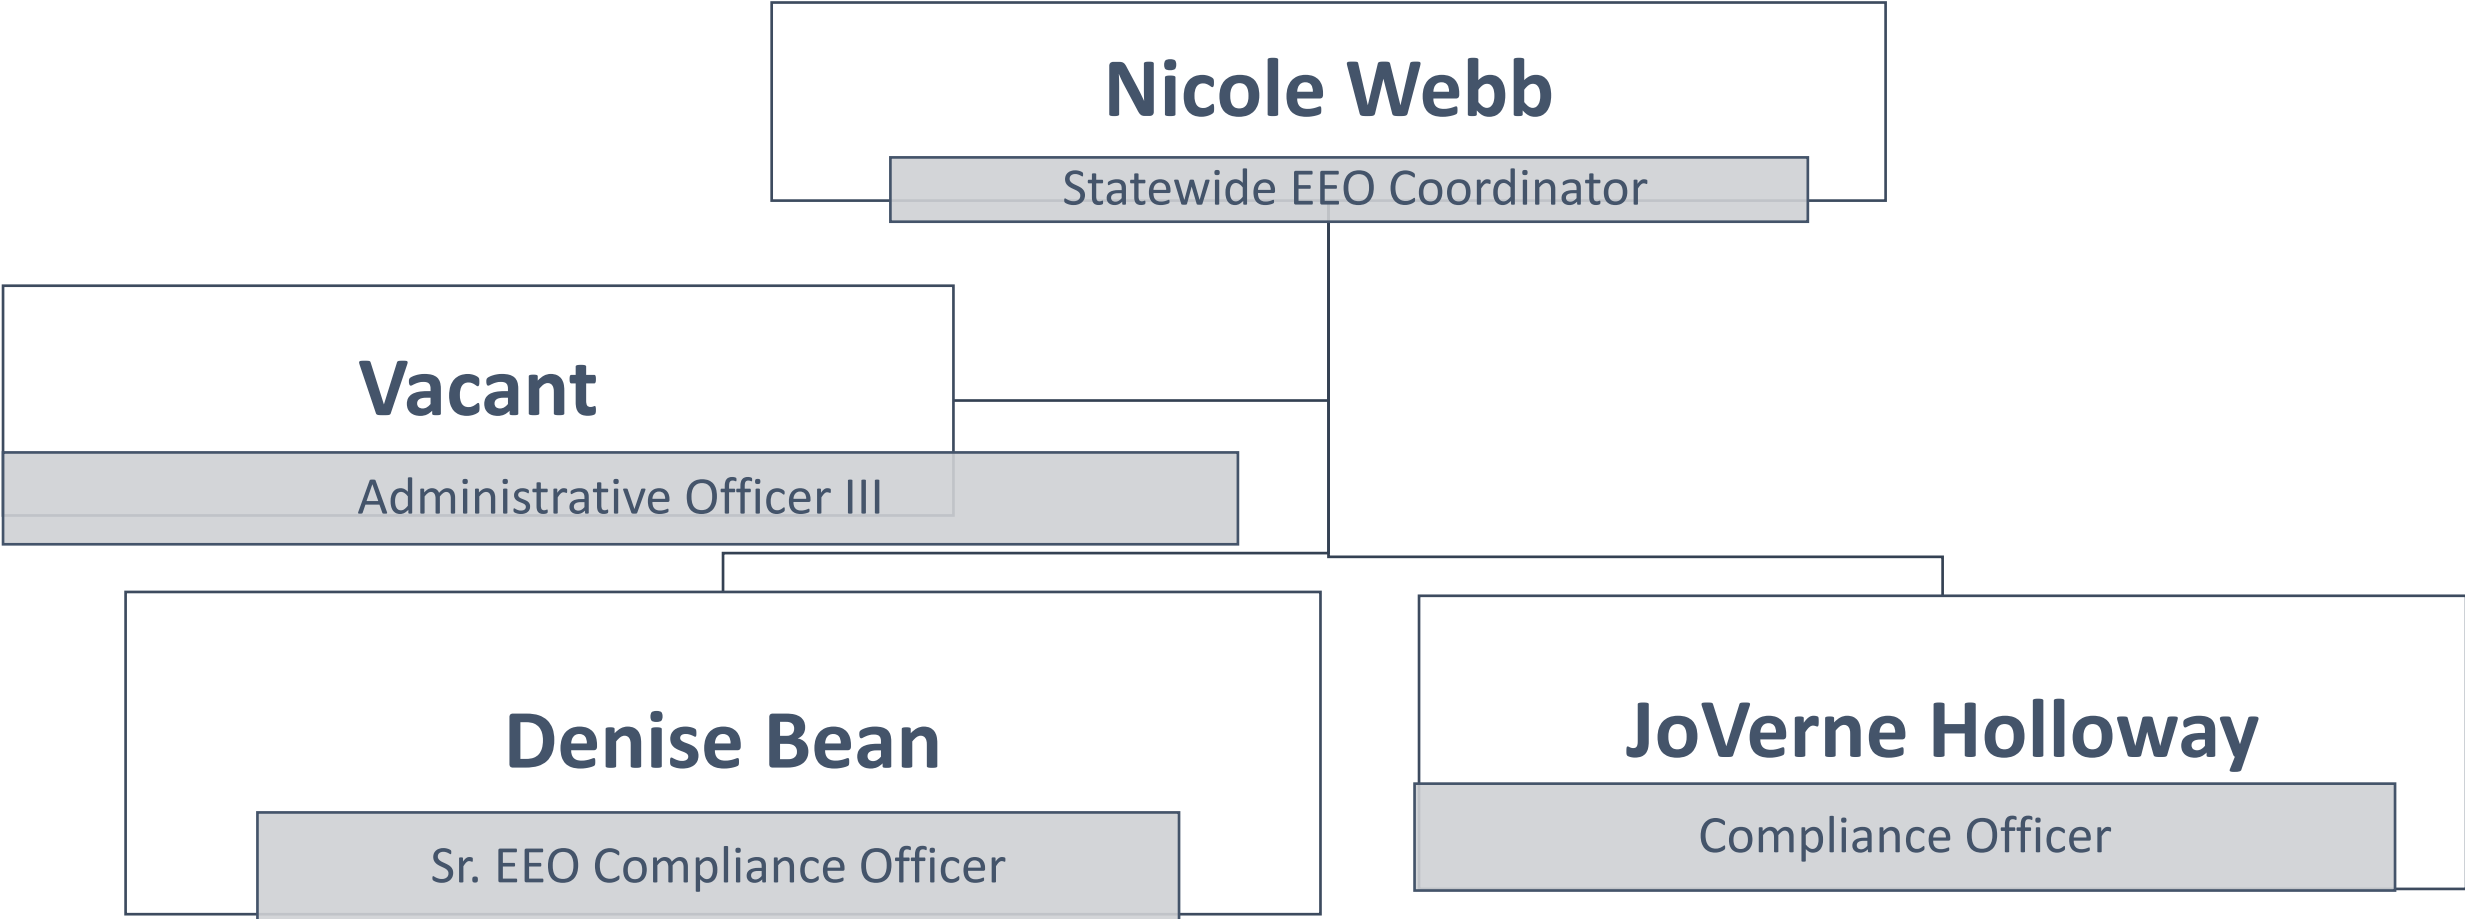 Nicole Webb
Statewide EEO Coordinator
Vacant
Administrative Officer III
Denise Bean
Sr. EEO Compliance Officer
JoVerne Holloway
Compliance Officer